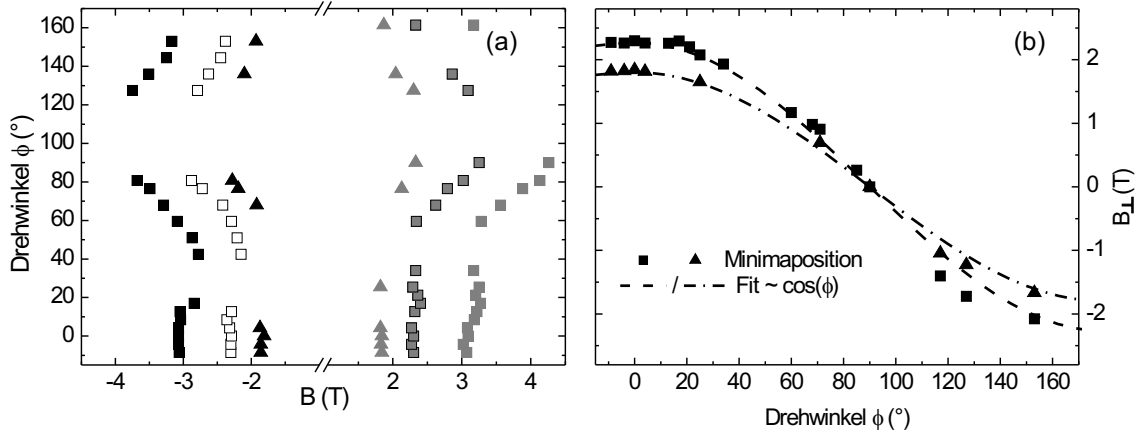 (a)
160
140
120
100
80
60
40
20
0
Drehwinkel ϕ (°)
-4 -3 -2 2 3 4
B (T)
(b)
2
1
0
-1
-2
B⊥(T)
Minimaposition
/ Fit ~ cos(ϕ)
0 20 40 60 80 100 120 140 160
Drehwinkel ϕ (°)